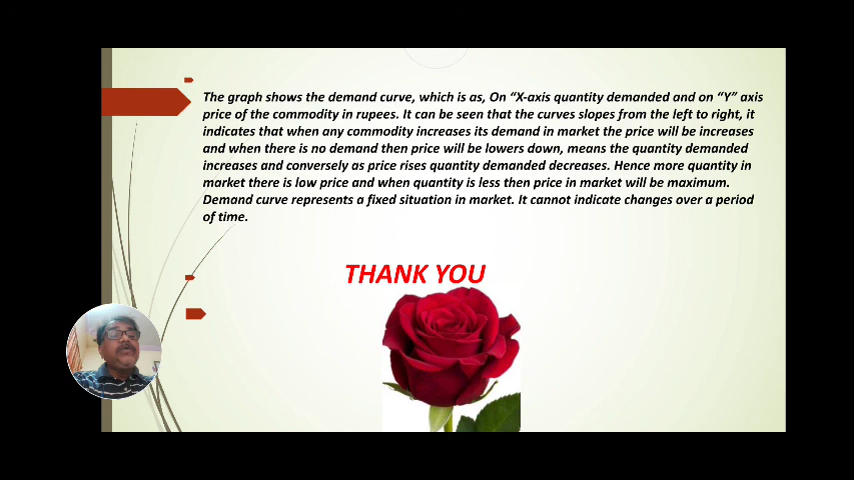 The graph shows the demand curve, which is as, On “X-axis quantity demanded and on “Y” axis
price of the commodity in rupees. It can be seen that the curves slopes from the left to right, it
indicates that when any commodity increases its demand in market the price will be increases
and when there is no demand then price will be lowers down, means the quantity demanded
increases and conversely as price rises quantity demanded decreases. Hence more quantity in
market there is low price and when quantity is less then price in market will be maximum.
Demand curve represents a fixed situation in market. It cannot indicate changes over a period
of time.
THANK YOU